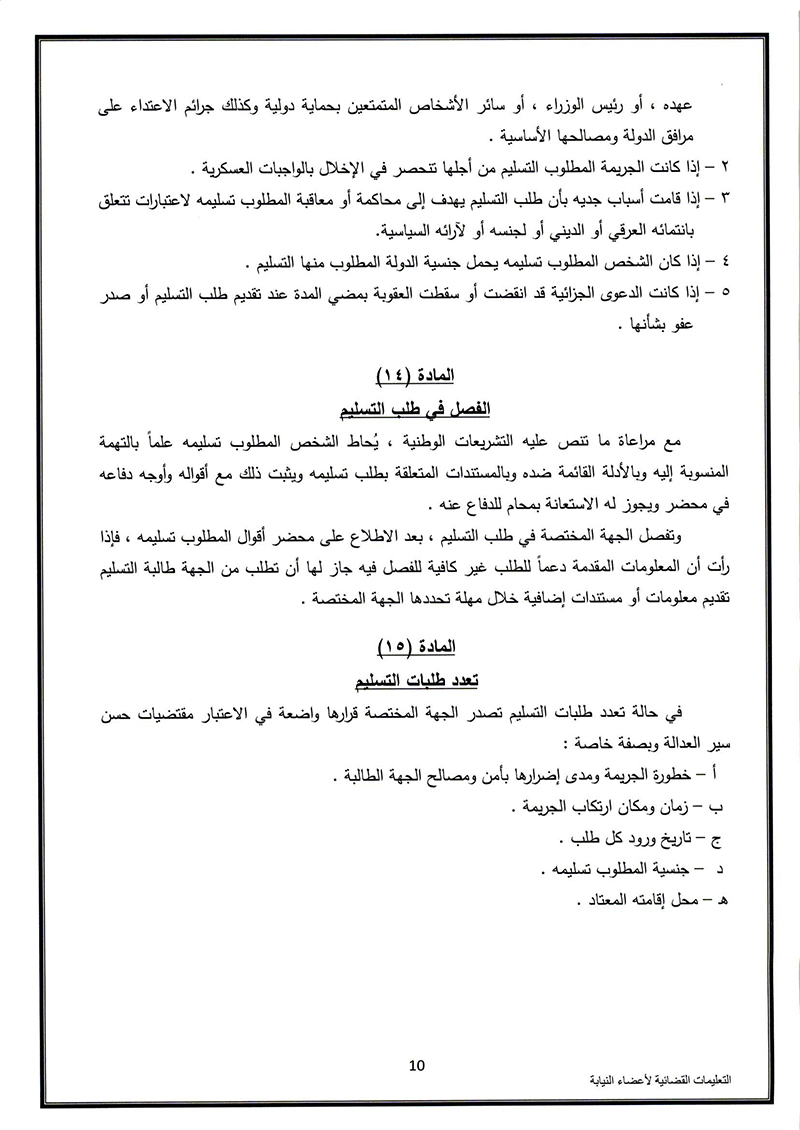 عهده ، أو رئيس الوزراء ، أو سائر الأشخاص المتمتعين بحماية دولية وكذلك جرائم الاعتداء على
مرافق الدولة ومصالحها الأساسية .
٢ – إذا كانت الجريمة المطلوب التسليم من أجلها تنحصر في الإخلال بالواجبات العسكرية .
٣ – إذا قامت أسباب جديه بأن طلب التسليم يهدف إلى محاكمة أو معاقبة المطلوب تسليمه لاعتبارات تتعلق
بانتمائه العرقي أو الديني أو لجنسه أو لآرائه السياسية.
٤ – إذا كان الشخص المطلوب تسليمه يحمل جنسية الدولة المطلوب منها التسليم .
٥ – إذا كانت الدعوى الجزائية قد انقضت أو سقطت العقوبة بمضي المدة عند تقديم طلب التسليم أو صدر
عفو بشأنها .
المادة (١٤)
الفصل في طلب التسليم
مع مراعاة ما تنص عليه التشريعات الوطنية ، يُحاط الشخص المطلوب تسليمه علماً بالتهمة
المنسوبة إليه وبالأدلة القائمة ضده وبالمستندات المتعلقة بطلب تسليمه ويثبت ذلك مع أقواله وأوجه دفاعه
في محضر ويجوز له الاستعانة بمحام للدفاع عنه .
وتفصل الجهة المختصة في طلب التسليم ، بعد الاطلاع على محضر أقوال المطلوب تسليمه ، فإذا
رأت أن المعلومات المقدمة دعماً للطلب غير كافية للفصل فيه جاز لها أن تطلب من الجهة طالبة التسليم
تقديم معلومات أو مستندات إضافية خلال مهلة تحددها الجهة المختصة .
المادة (١٥)
تعدد طلبات التسليم
في حالة تعدد طلبات التسليم تصدر الجهة المختصة قرارها واضعة في الاعتبار مقتضيات حسن
سير العدالة وبصفة خاصة :
أ – خطورة الجريمة ومدى إضرارها بأمن ومصالح الجهة الطالبة .
ب – زمان ومكان ارتكاب الجريمة .
ج – تاريخ ورود كل طلب .
د – جنسية المطلوب تسليمه .
هـ – محل إقامته المعتاد .
10
التعليمات القضائية لأعضاء النيابة